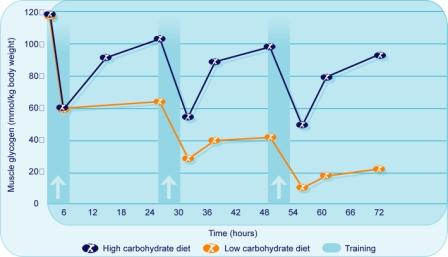 Muscle glycogen (mmol/kg body weight)
120
100
80
60
40
20
0
6 12 18 24 30 36 42 48 54 60 66 72
Time (hours)
High carbohydrate diet Low carbohydrate diet Training